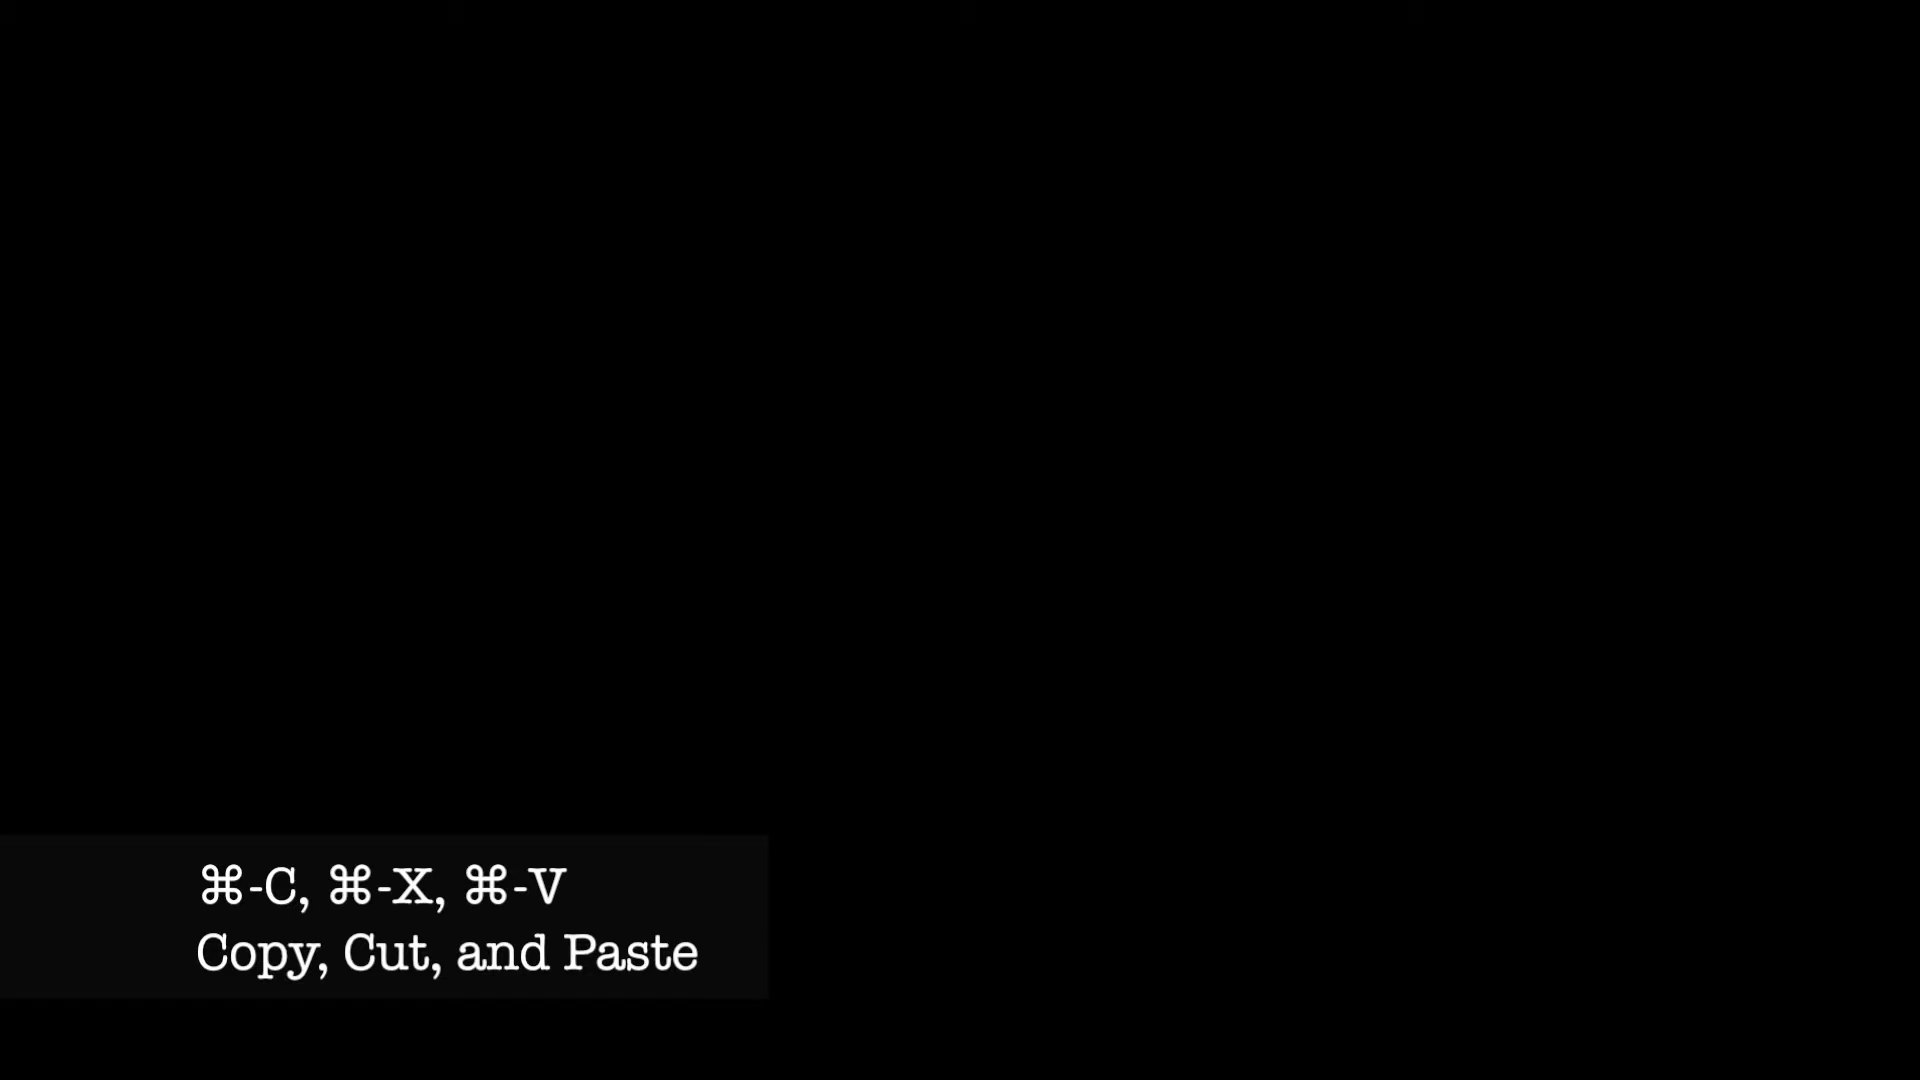 ⌘-C, ⌘-X, ⌘-V
Copy, Cut, and Paste